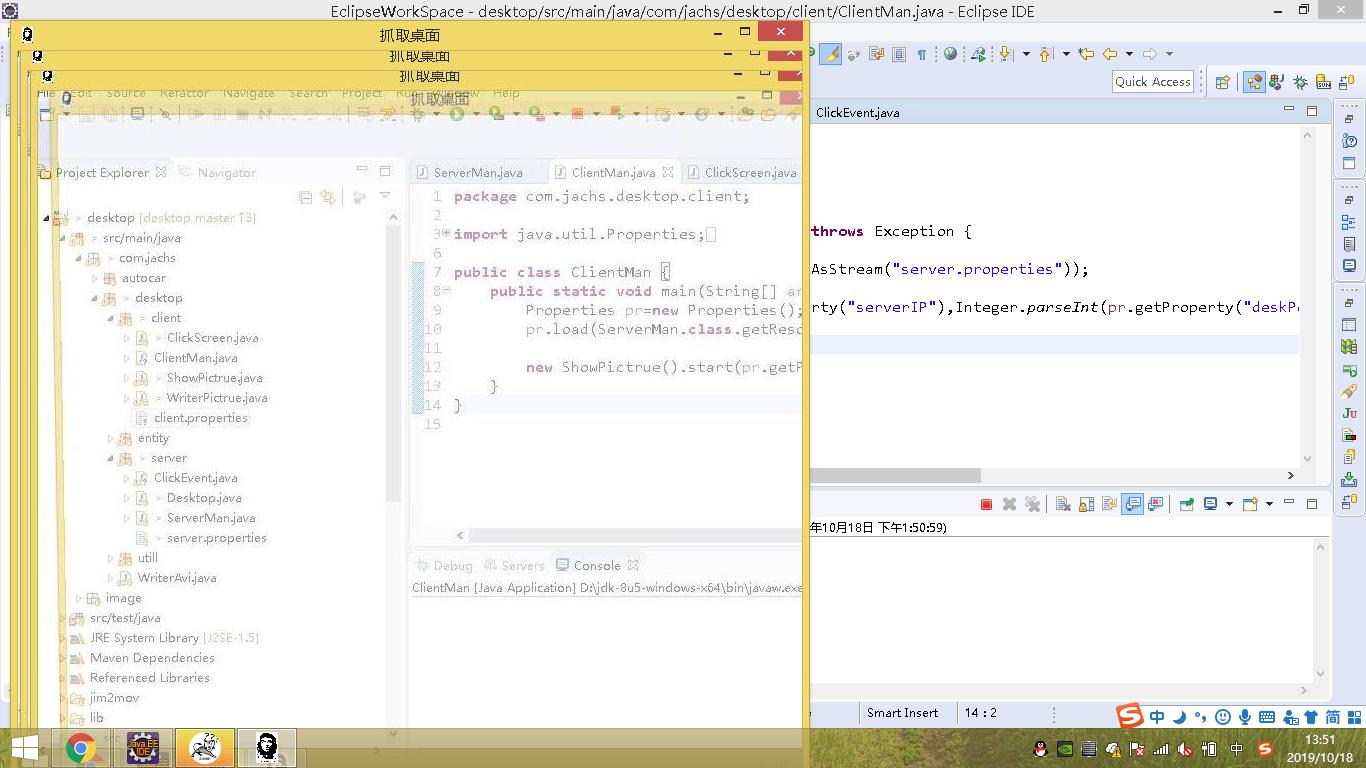 EclipseWorkSpace - desktop/src/main/java/com/jachs/desktop/client/ClientMan.java - Eclipse IDE
抓取桌面
抓取桌面
抓取桌面
抓取桌面
Edit Source Refactor Navigate Search Project Help
Quick Access
ClickEvent.java
Project Explorer
Navigator
ServerMan.java
ClientMan.java
ClickScreen.java
desktop [desktop master ↑3]
src/main/java
com.jachs
autocar
desktop
client
ClickScreen.java
ClientMan.java
ShowPictrue.java
WriterPictrue.java
client.properties
entity
server
ClickEvent.java
Desktop.java
ServerMan.java
server.properties
utill
WriterAvi.java
image
src/test/java
JRE System Library [J2SE-1.5]
Maven Dependencies
Referenced Libraries
jim2mov
lib
src
1 package com.jachs.desktop.client;
2
3 import java.util.Properties;
6
7 public class ClientMan {
8 public static void main(String[] ar
throws Exception {
9 Properties pr=new Properties();
10 pr.load(ServerMan.class.getReso
AsStream("server.properties"));
11
12 new ShowPictrue().start(pr.getP
rty("serverIP"),Integer.parseInt(pr.getProperty("deskPo
13 }
14 }
15
Debug
Servers
Console
ClientMan [Java Application] D:\jdk-8u5-windows-x64\bin\javaw.exe
年10月18日 下午1:50:59)
Smart Insert
14 : 2
中
简
Java EE
IDE
中
13:51
2019/10/18